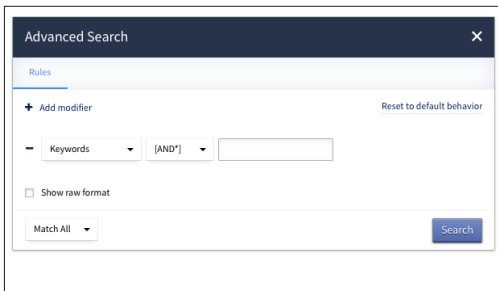 Advanced Search
Rules
Add modifier
Reset to default behavior
Keywords
[AND*]
Show raw format
Match All
Search